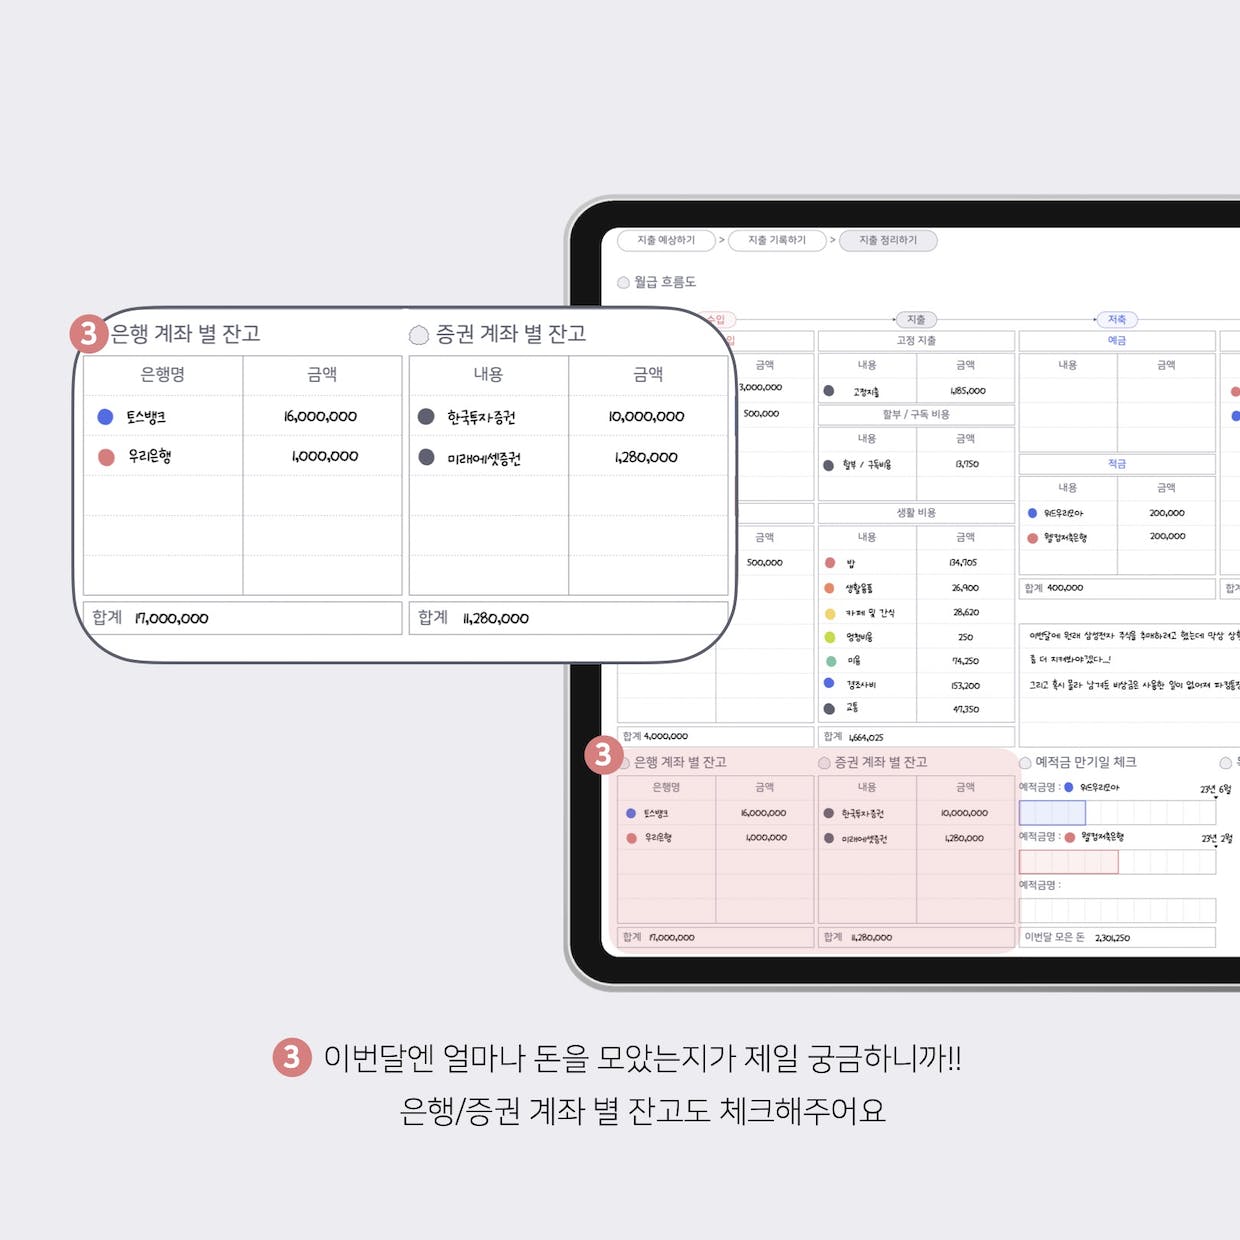 지출 예상하기 > 지출 기록하기 > 지출 정리하기
월급 흐름도
3 은행 계좌 별 잔고
은행명 금액
토스뱅크 16,000,000
우리은행 1,000,000
합계 17,000,000
증권 계좌 별 잔고
내용 금액
한국투자증권 10,000,000
미래에셋증권 1,280,000
합계 11,280,000
금액
3,000,000
500,000
금액
500,000
합계 4,000,000
지출
고정 지출
내용 금액
고정지출 1,185,000
할부 / 구독 비용
내용 금액
할부 / 구독비용 13,750
생활 비용
내용 금액
밥 134,705
생활용품 26,900
카페 및 간식 28,620
멍청비용 250
미용 74,250
경조사비 153,200
교통 47,350
합계 1,664,025
저축
예금
내용 금액
적금
내용 금액
위드우리모아 200,000
웰컴저축은행 200,000
합계 400,000
이번달에 원래 삼성전자 주식을 추매하려고 했는데 막상
좀 더 지켜봐야겠다...!
그리고 혹시 몰라 남겨둔 비상금은 사용한 일이 없어져
3 은행 계좌 별 잔고
은행명 금액
토스뱅크 16,000,000
우리은행 1,000,000
합계 17,000,000
증권 계좌 별 잔고
내용 금액
한국투자증권 10,000,000
미래에셋증권 1,280,000
합계 11,280,000
예적금 만기일 체크
예적금명 : 위드우리모아 23년 6월
예적금명 : 웰컴저축은행 23년 2월
예적금명 :
이번달 모은 돈 2,301,250
3 이번달엔 얼마나 돈을 모았는지가 제일 궁금하니까!!
은행/증권 계좌 별 잔고도 체크해주어요